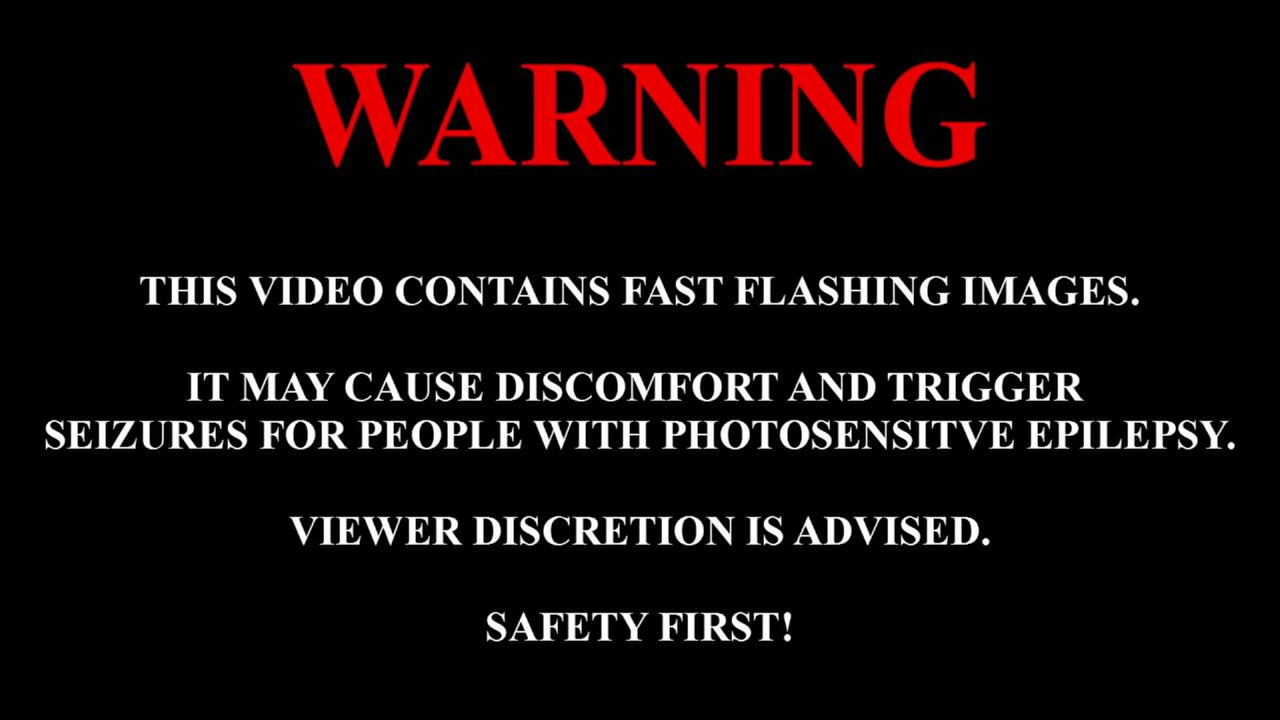 WARNING
THIS VIDEO CONTAINS FAST FLASHING IMAGES.
IT MAY CAUSE DISCOMFORT AND TRIGGER
SEIZURES FOR PEOPLE WITH PHOTOSENSITVE EPILEPSY.
VIEWER DISCRETION IS ADVISED.
SAFETY FIRST!